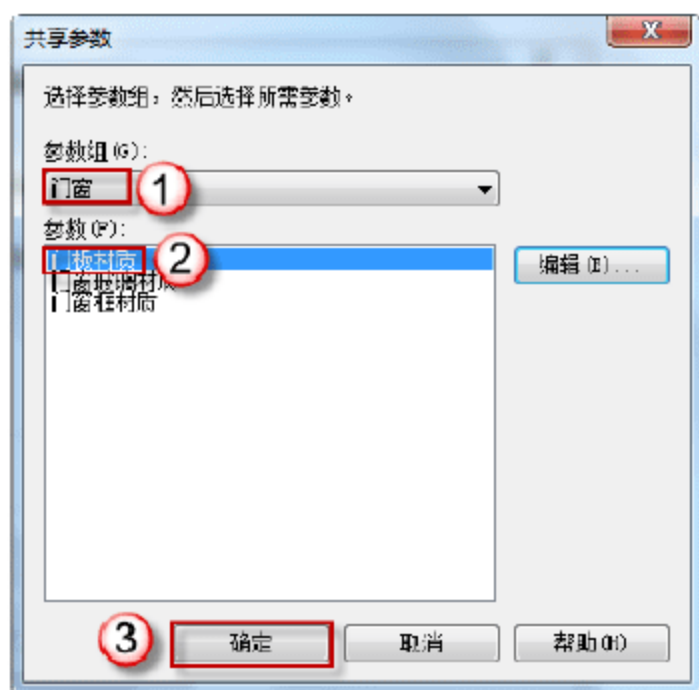 共享参数
选择参数组，然后选择所需参数。
参数组(G):
门窗
1
参数(P):
门板材质
2
编辑(E)...
门窗玻璃材质
门窗框材质
3
确定
取消
帮助(H)